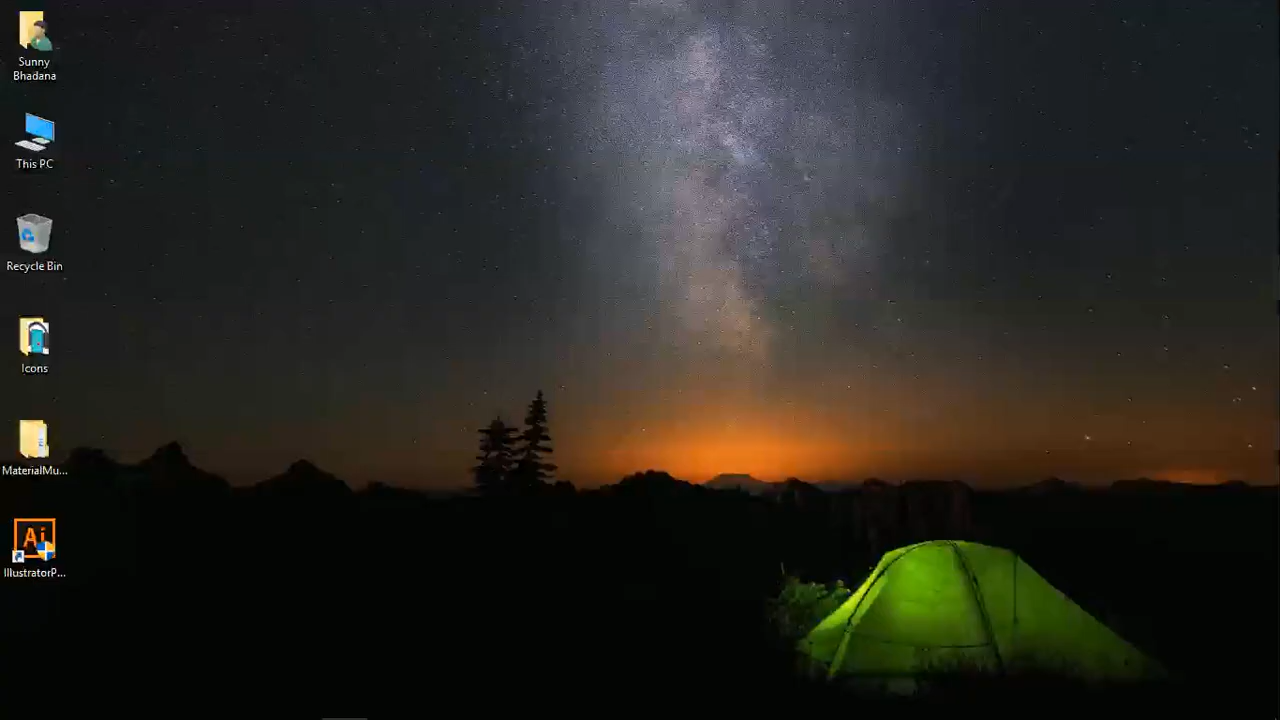 Sunny
Bhadana
This PC
Recycle Bin
Icons
MaterialMu...
Ai
IllustratorP...